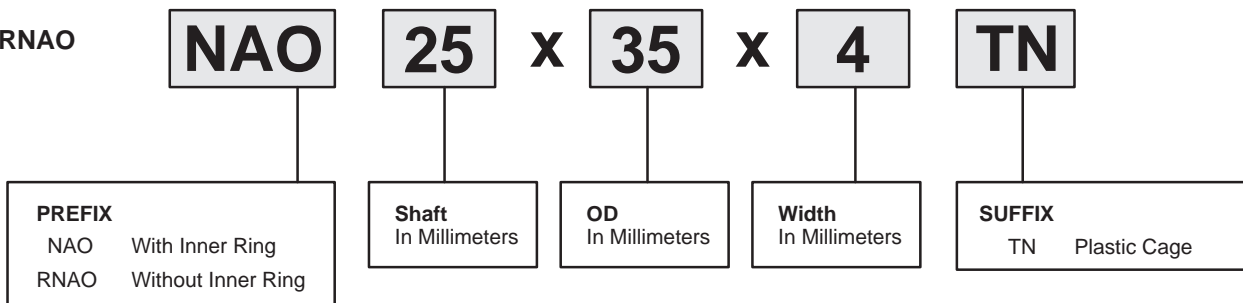 RNAO
NAO 25 x 35 x 4 TN
PREFIX
NAO With Inner Ring
RNAO Without Inner Ring
Shaft
In Millimeters
OD
In Millimeters
Width
In Millimeters
SUFFIX
TN Plastic Cage